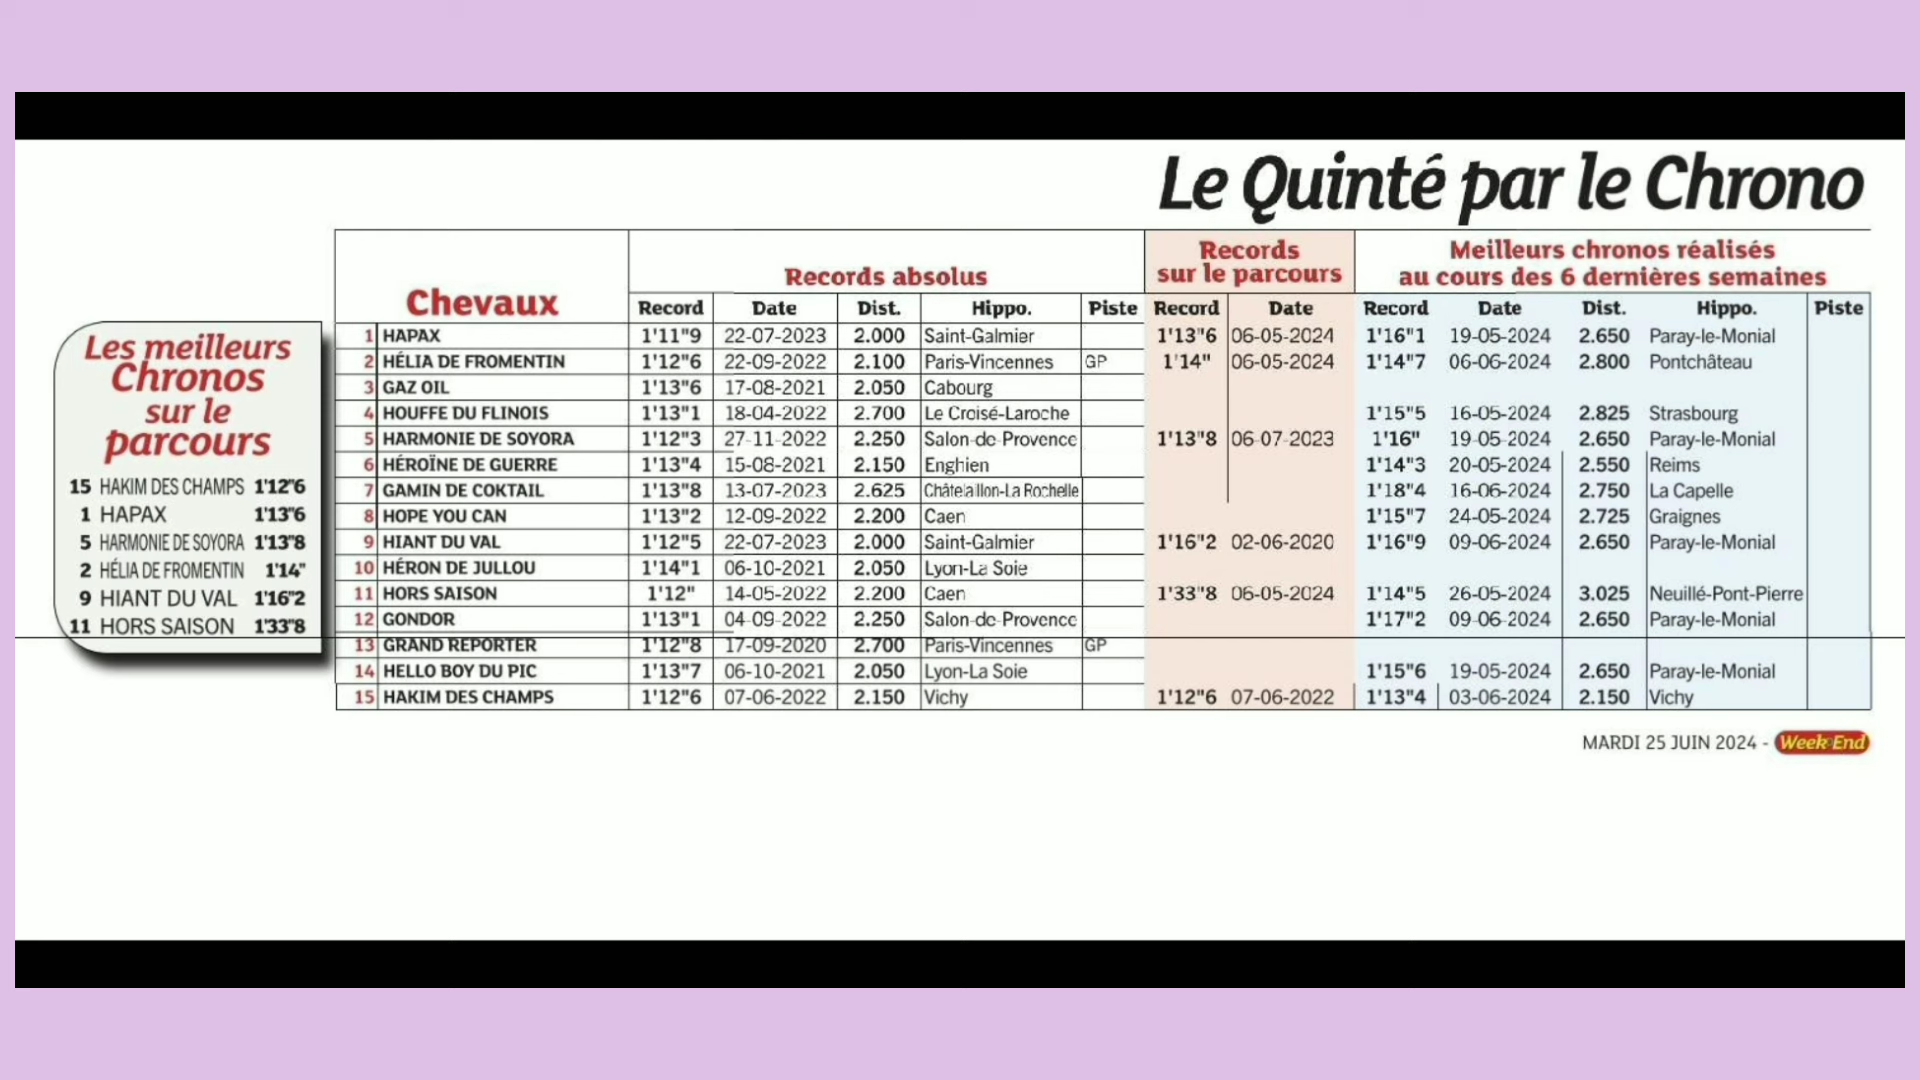 Le Quinté par le Chrono
Les meilleurs
Chronos
sur le
parcours
15 HAKIM DES CHAMPS 1'12"6
1 HAPAX 1'13"6
5 HARMONIE DE SOYORA 1'13"8
2 HÉLIA DE FROMENTIN 1'14"
9 HIANT DU VAL 1'16"2
11 HORS SAISON 1'33"8
Chevaux Records absolus Records sur le parcours Meilleurs chronos réalisés au cours des 6 dernières semaines
Record Date Dist. Hippo. Piste Record Date Record Date Dist. Hippo. Piste
1 HAPAX 1'11"9 22-07-2023 2.000 Saint-Galmier 1'13"6 06-05-2024 1'16"1 19-05-2024 2.650 Paray-le-Monial
2 HÉLIA DE FROMENTIN 1'12"6 22-09-2022 2.100 Paris-Vincennes GP 1'14" 06-05-2024 1'14"7 06-06-2024 2.800 Pontchâteau
3 GAZ OIL 1'13"6 17-08-2021 2.050 Cabourg
4 HOUFFE DU FLINOIS 1'13"1 18-04-2022 2.700 Le Croisé-Laroche 1'15"5 16-05-2024 2.825 Strasbourg
5 HARMONIE DE SOYORA 1'12"3 27-11-2022 2.250 Salon-de-Provence 1'13"8 06-07-2023 1'16" 19-05-2024 2.650 Paray-le-Monial
6 HÉROÏNE DE GUERRE 1'13"4 15-08-2021 2.150 Enghien 1'14"3 20-05-2024 2.550 Reims
7 GAMIN DE COKTAIL 1'13"8 13-07-2023 2.625 Châtelaillon-La Rochelle 1'18"4 16-06-2024 2.750 La Capelle
8 HOPE YOU CAN 1'13"2 12-09-2022 2.200 Caen 1'15"7 24-05-2024 2.725 Graignes
9 HIANT DU VAL 1'12"5 22-07-2023 2.000 Saint-Galmier 1'16"2 02-06-2020 1'16"9 09-06-2024 2.650 Paray-le-Monial
10 HÉRON DE JULLOU 1'14"1 06-10-2021 2.050 Lyon-La Soie
11 HORS SAISON 1'12" 14-05-2022 2.200 Caen 1'33"8 06-05-2024 1'14"5 26-05-2024 3.025 Neuillé-Pont-Pierre
12 GONDOR 1'13"1 04-09-2022 2.250 Salon-de-Provence 1'17"2 09-06-2024 2.650 Paray-le-Monial
13 GRAND REPORTER 1'12"8 17-09-2020 2.700 Paris-Vincennes GP
14 HELLO BOY DU PIC 1'13"7 06-10-2021 2.050 Lyon-La Soie 1'15"6 19-05-2024 2.650 Paray-le-Monial
15 HAKIM DES CHAMPS 1'12"6 07-06-2022 2.150 Vichy 1'12"6 07-06-2022 1'13"4 03-06-2024 2.150 Vichy
MARDI 25 JUIN 2024 - Week-End